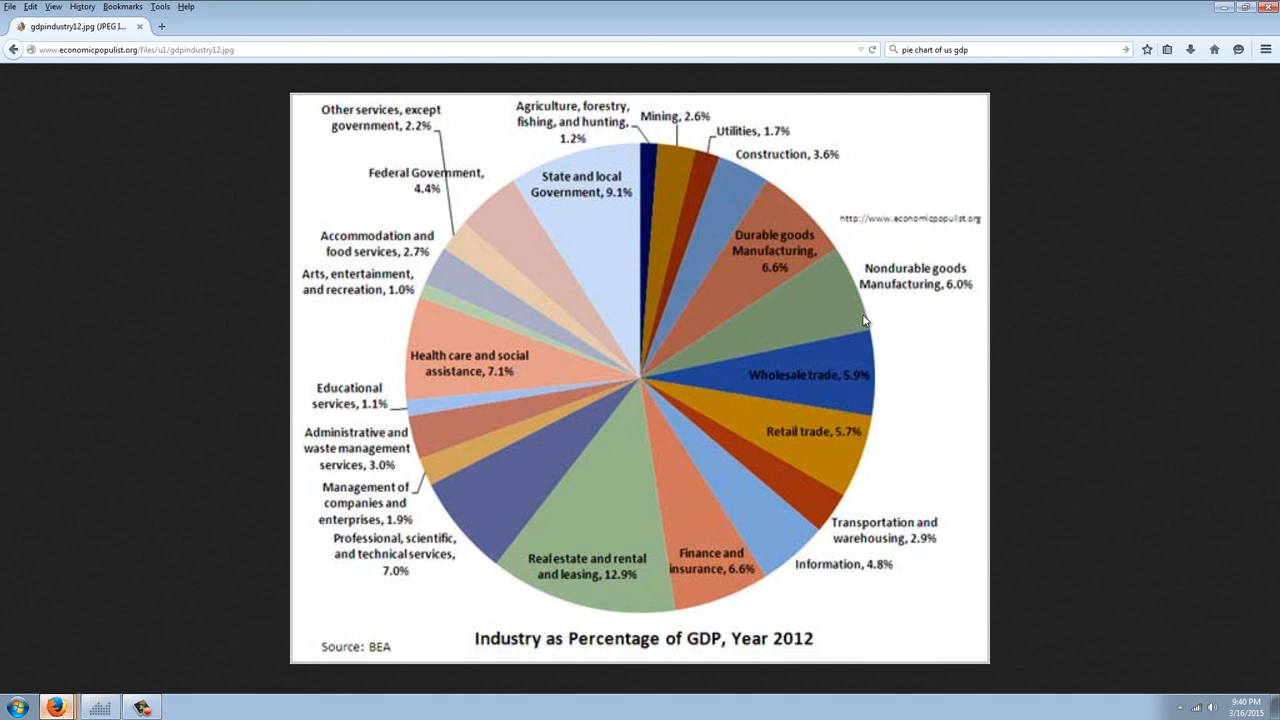 File Edit View History Bookmarks Tools Help
gdpindustry12.jpg (JPEG I...
www.economicpopulist.org/files/u1/gdpindustry12.jpg
pie chart of us gdp
Other services, except
government, 2.2%
Agriculture, forestry,
fishing, and hunting,
1.2%
Mining, 2.6%
Utilities, 1.7%
Construction, 3.6%
Federal Government,
4.4%
State and local
Government, 9.1%
http://www.economicpopulist.org
Durable goods
Manufacturing,
6.6%
Accommodation and
food services, 2.7%
Nondurable goods
Manufacturing, 6.0%
Arts, entertainment,
and recreation, 1.0%
Health care and social
assistance, 7.1%
Wholesale trade, 5.9%
Educational
services, 1.1%
Retail trade, 5.7%
Administrative and
waste management
services, 3.0%
Management of
companies and
enterprises, 1.9%
Transportation and
warehousing, 2.9%
Professional, scientific,
and technical services,
7.0%
Real estate and rental
and leasing, 12.9%
Finance and
insurance, 6.6%
Information, 4.8%
Industry as Percentage of GDP, Year 2012
Source: BEA
9:40 PM
3/16/2015